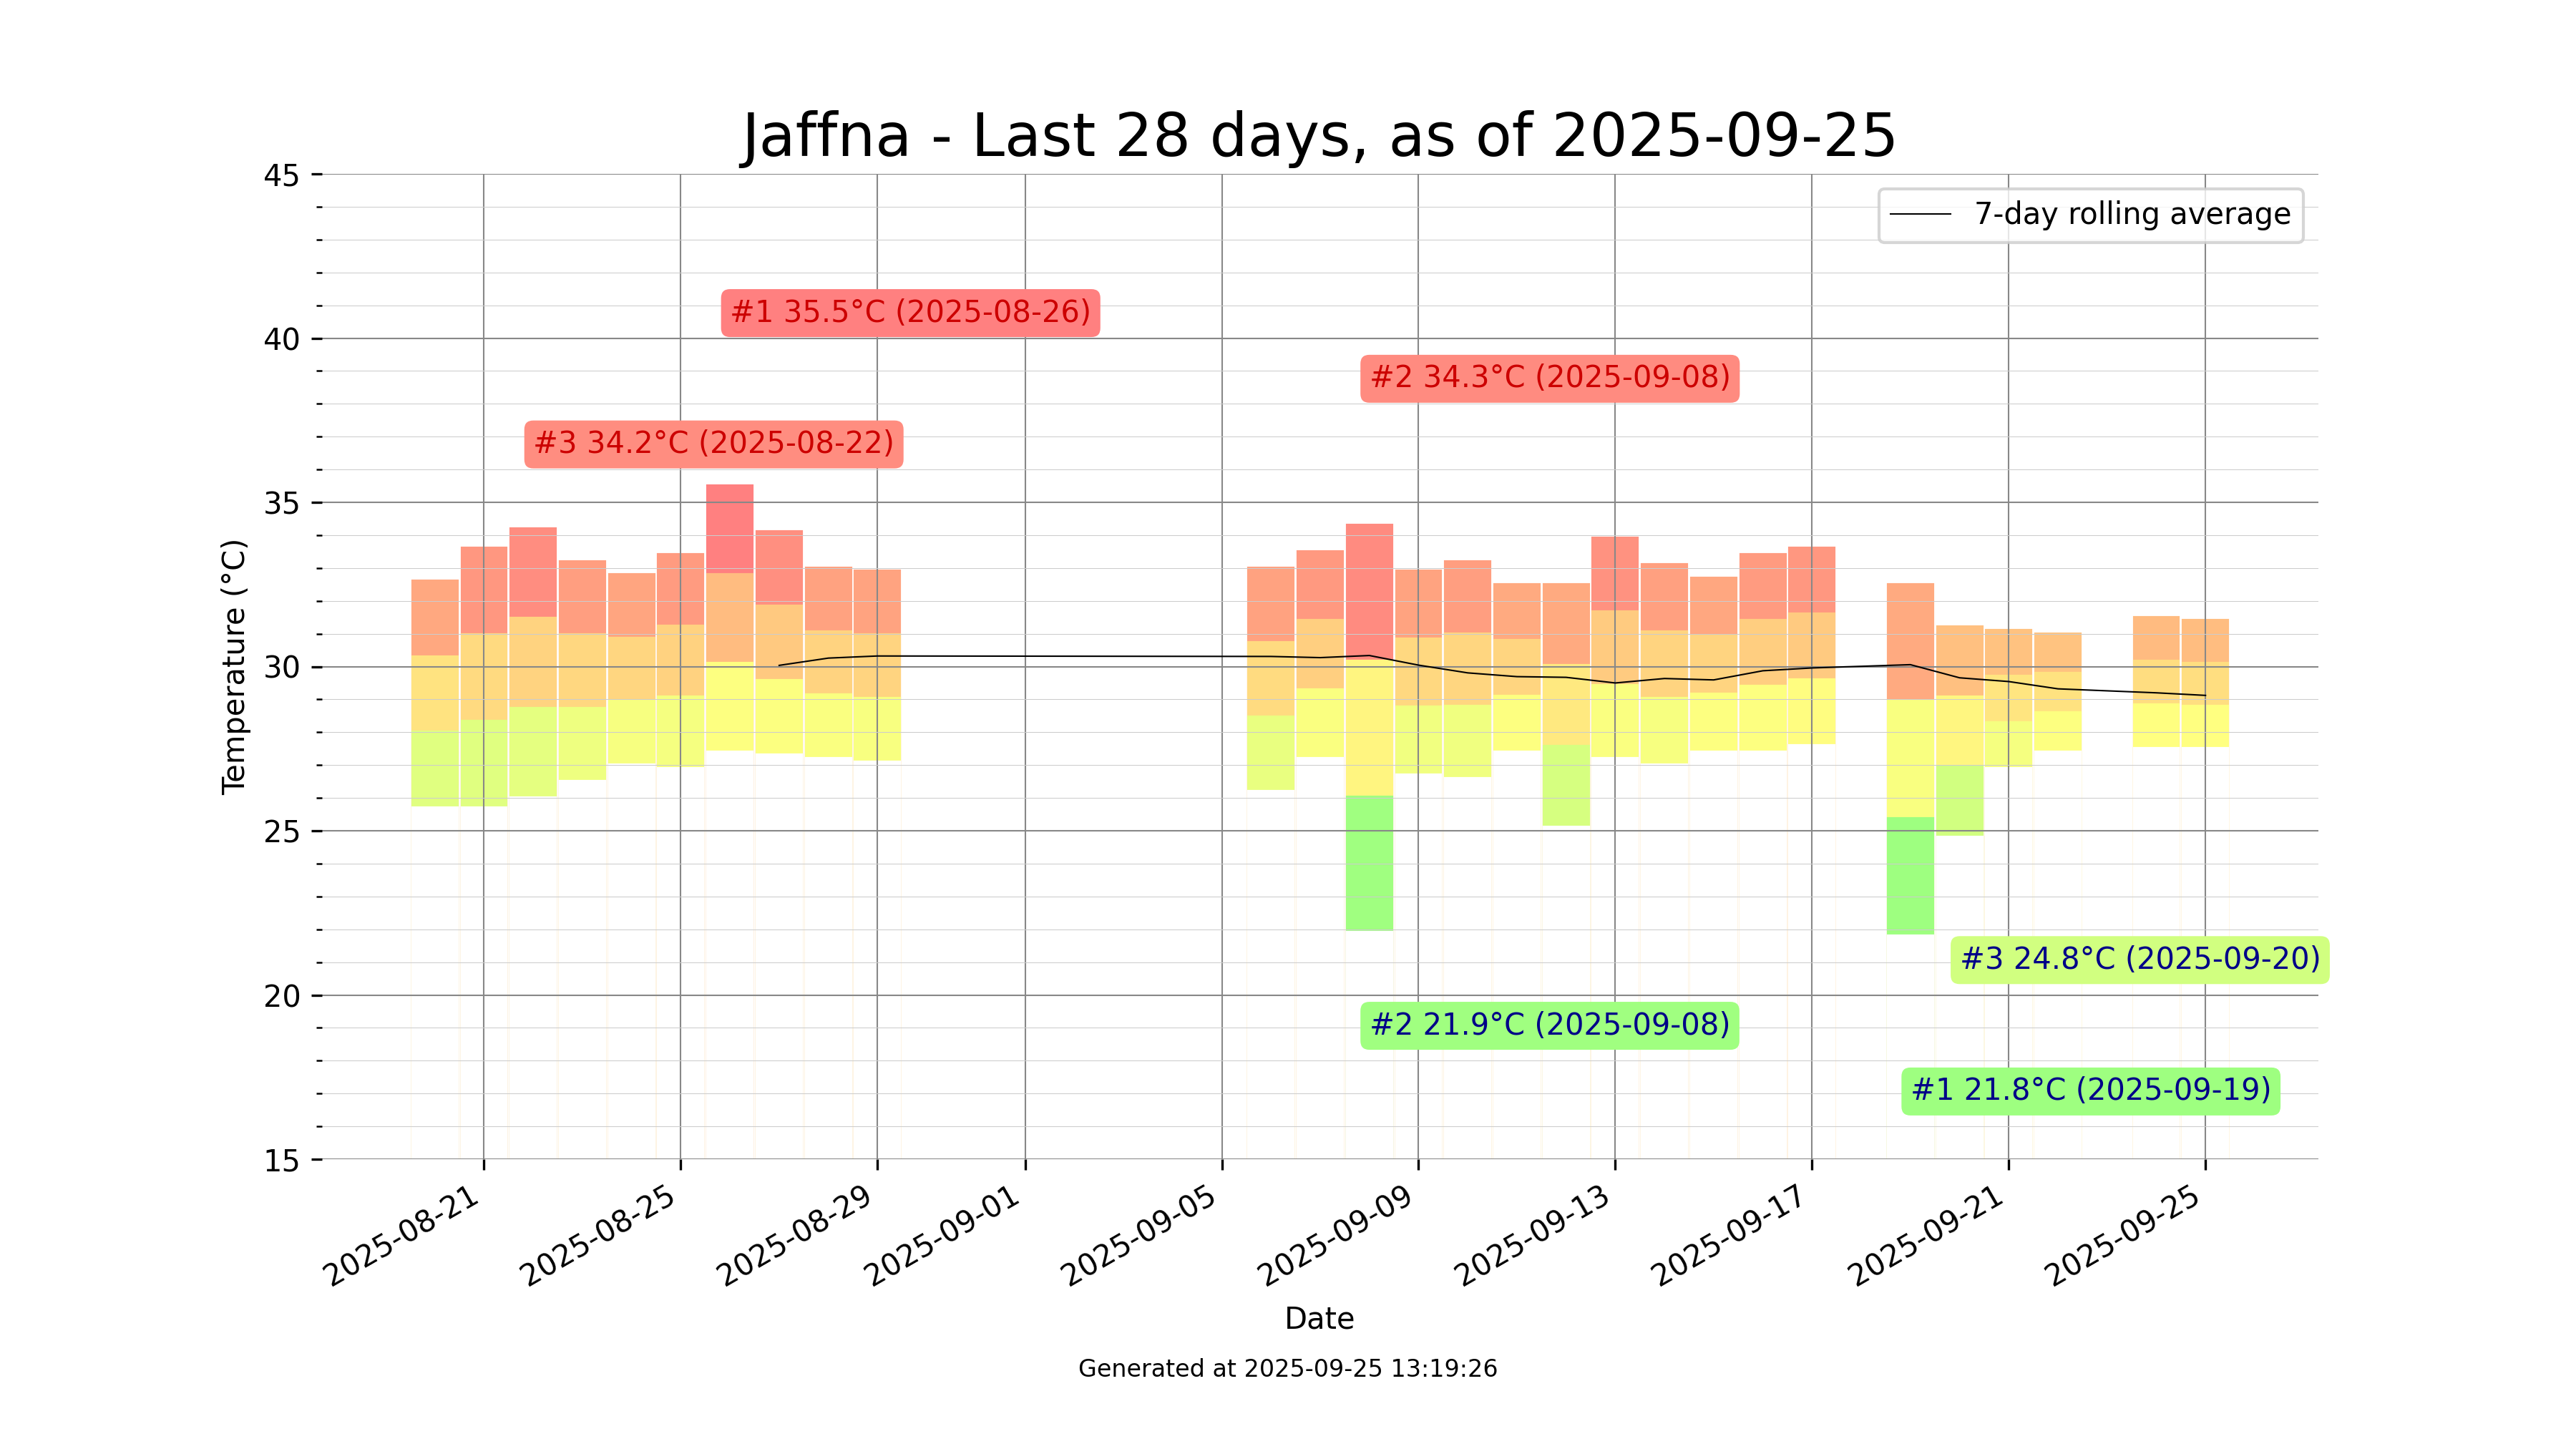 Jaffna - Last 28 days, as of 2025-09-25
45
40
35
30
25
20
15
Temperature (°C)
7-day rolling average
#1 35.5°C (2025-08-26)
#2 34.3°C (2025-09-08)
#3 34.2°C (2025-08-22)
#3 24.8°C (2025-09-20)
#2 21.9°C (2025-09-08)
#1 21.8°C (2025-09-19)
2025-08-21
2025-08-25
2025-08-29
2025-09-01
2025-09-05
2025-09-09
2025-09-13
2025-09-17
2025-09-21
2025-09-25
Date
Generated at 2025-09-25 13:19:26